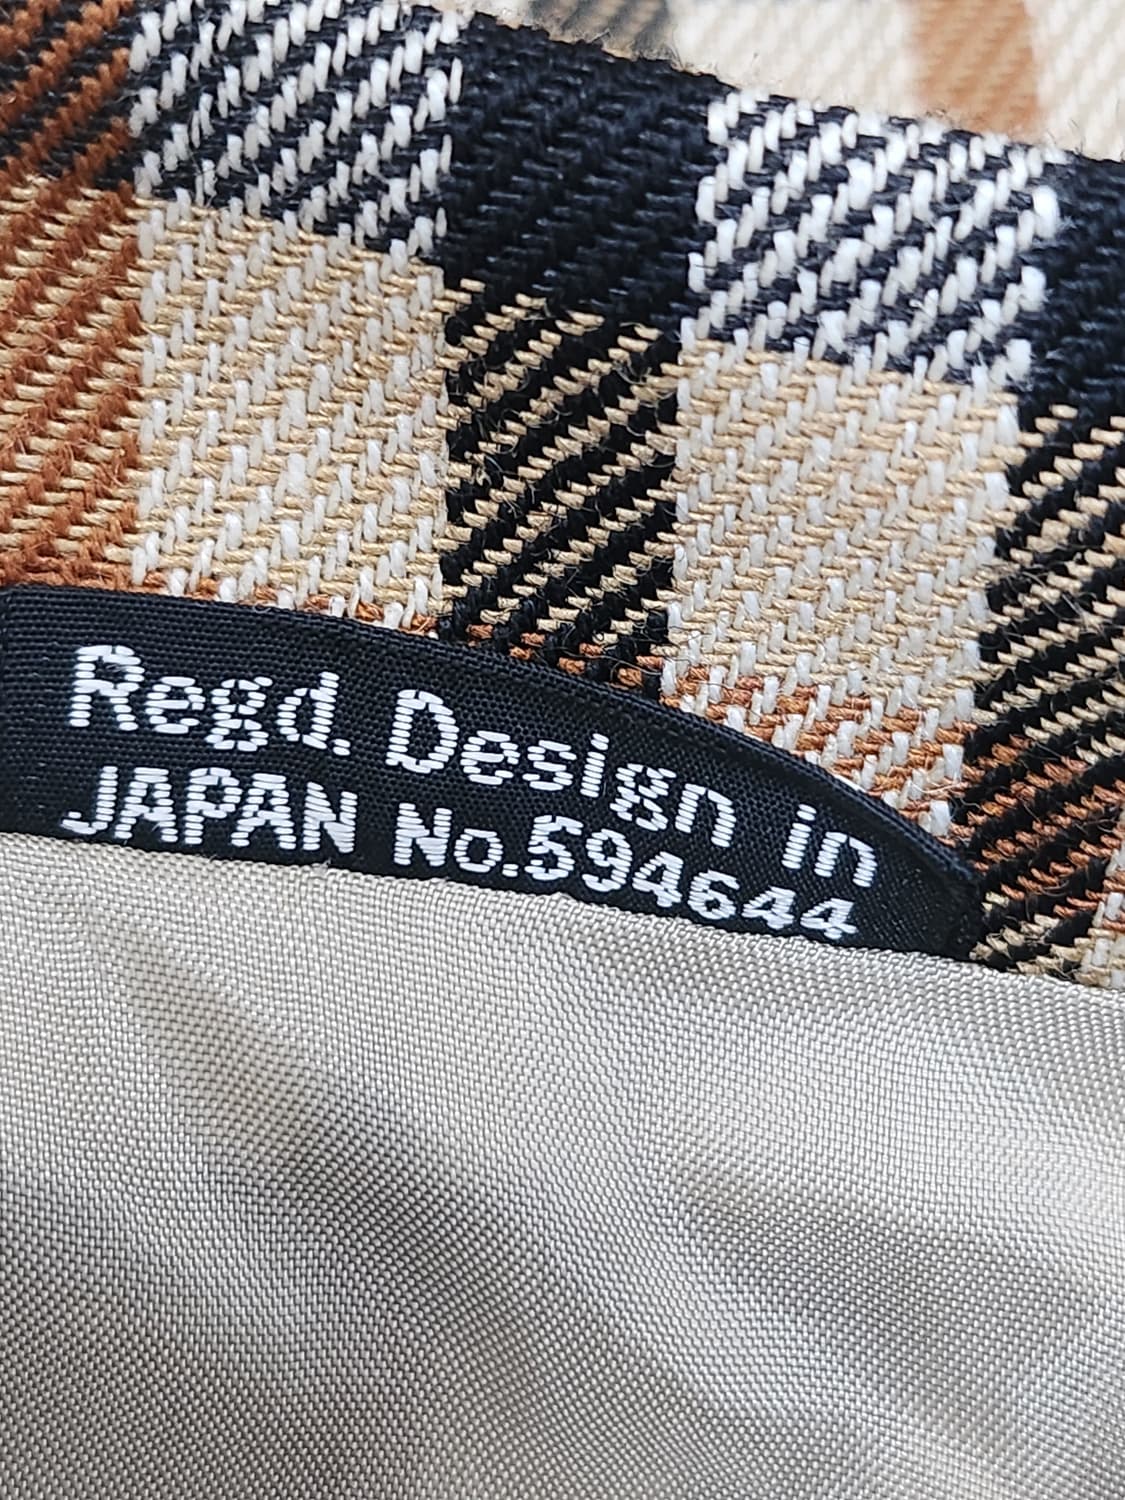 Regd. Design in
JAPAN No.594644